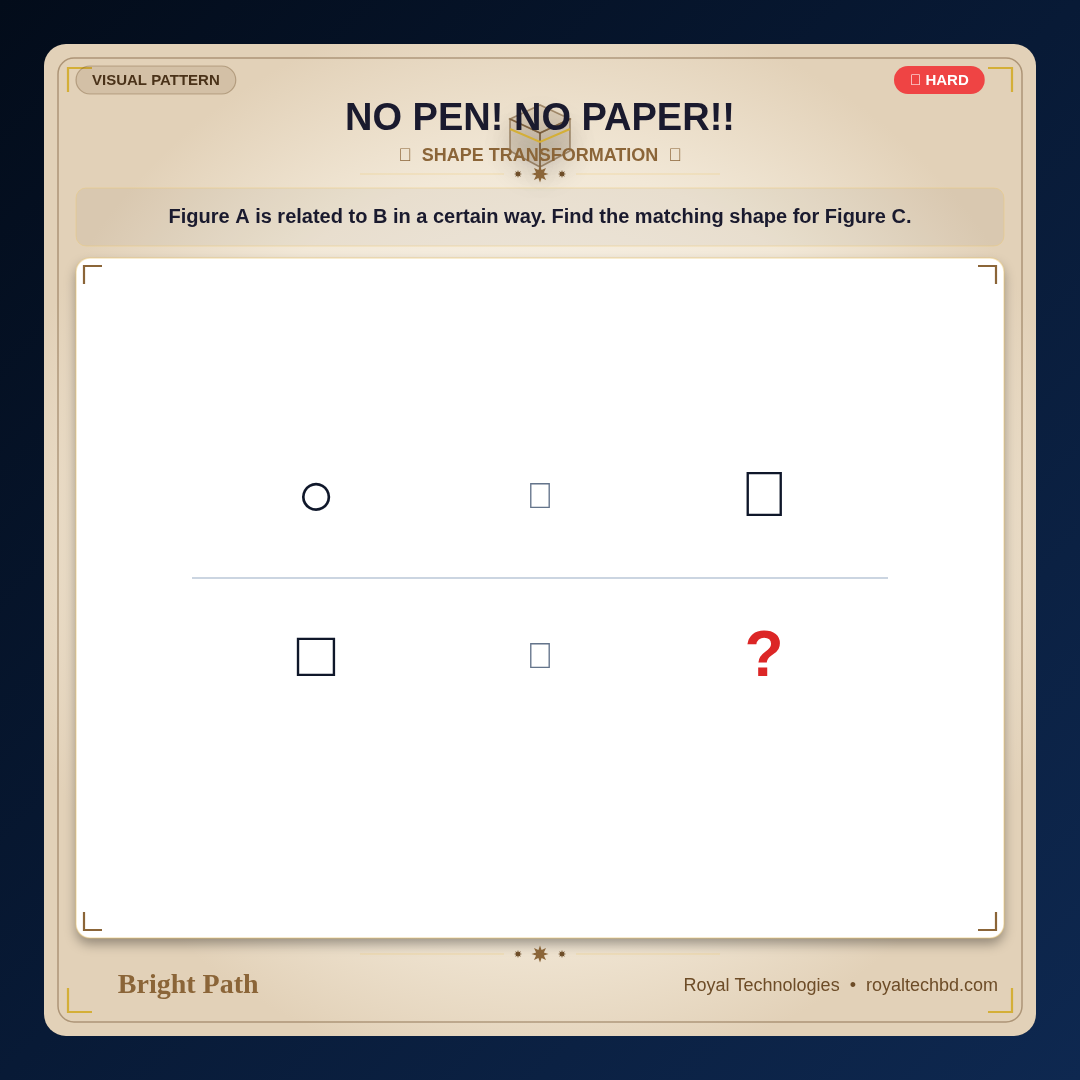 VISUAL PATTERN
HARD
NO PEN! NO PAPER!!
SHAPE TRANSFORMATION
Figure A is related to B in a certain way. Find the matching shape for Figure C.
?
Bright Path
Royal Technologies • royaltechbd.com